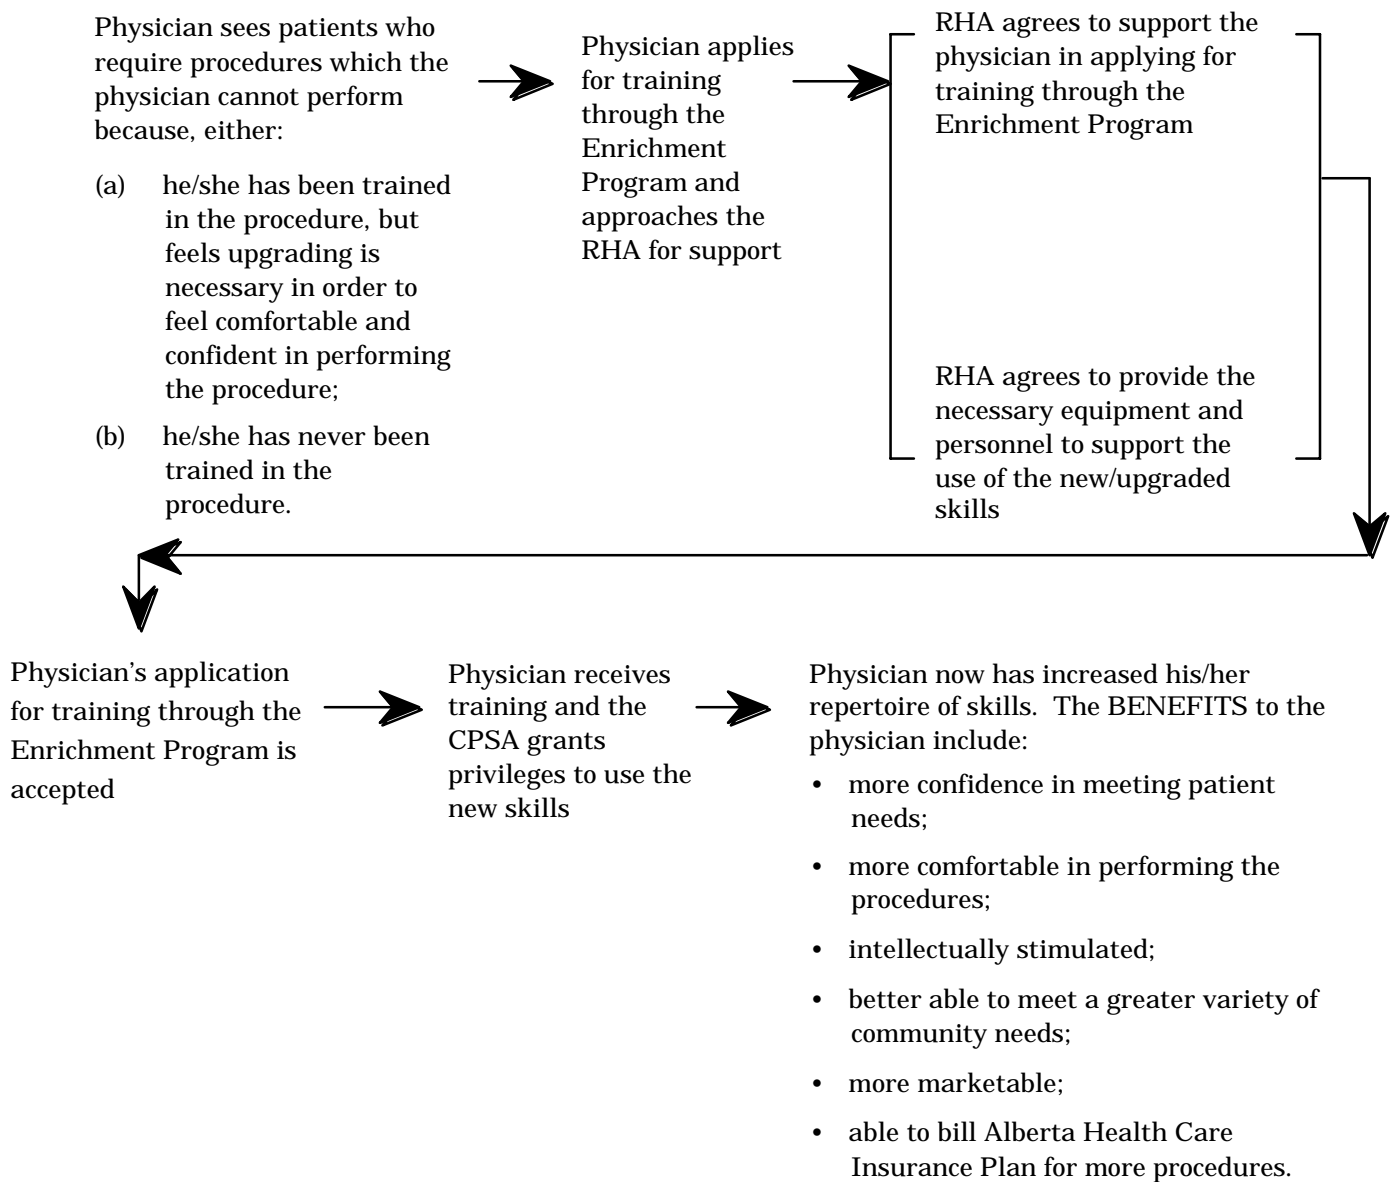 Physician sees patients who
require procedures which the
physician cannot perform
because, either:
(a) he/she has been trained
in the procedure, but
feels upgrading is
necessary in order to
feel comfortable and
confident in performing
the procedure;
(b) he/she has never been
trained in the
procedure.
Physician applies
for training
through the
Enrichment
Program and
approaches the
RHA for support
RHA agrees to support the
physician in applying for
training through the
Enrichment Program
RHA agrees to provide the
necessary equipment and
personnel to support the
use of the new/upgraded
skills
Physician’s application
for training through the
Enrichment Program is
accepted
Physician receives
training and the
CPSA grants
privileges to use the
new skills
Physician now has increased his/her
repertoire of skills.  The BENEFITS to the
physician include:
• more confidence in meeting patient
needs;
• more comfortable in performing the
procedures;
• intellectually stimulated;
• better able to meet a greater variety of
community needs;
• more marketable;
• able to bill Alberta Health Care
Insurance Plan for more procedures.